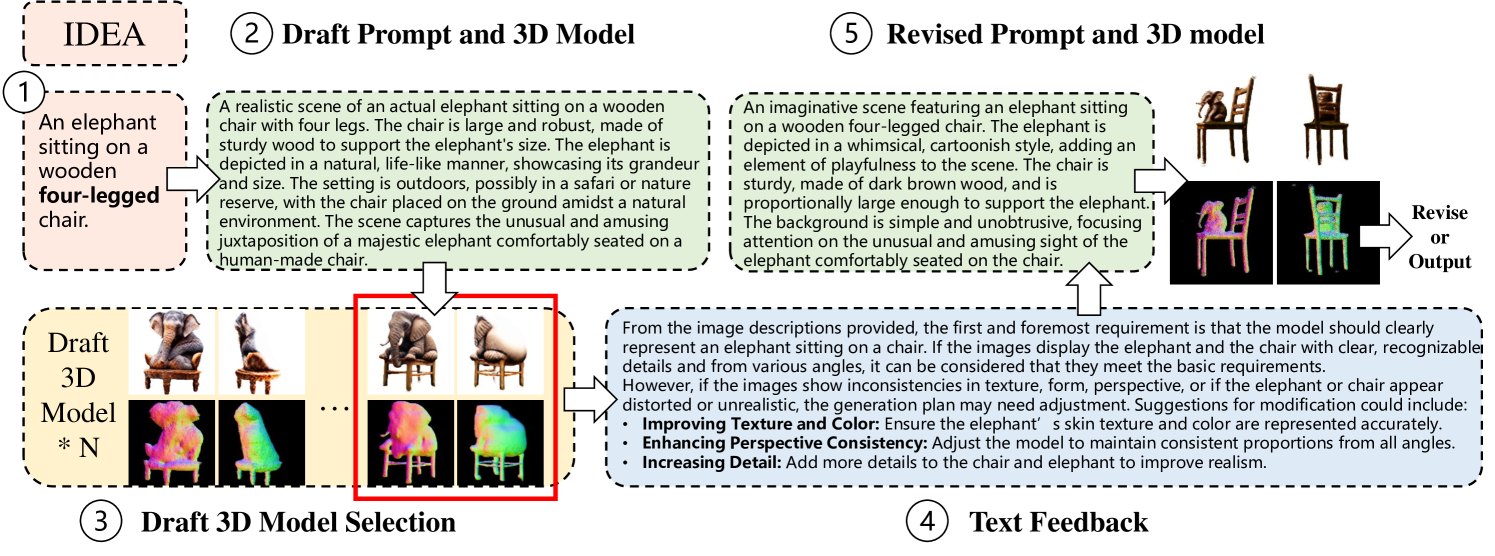 IDEA
② Draft Prompt and 3D Model
⑤ Revised Prompt and 3D model
①
An elephant
sitting on a
wooden
four-legged
chair.
A realistic scene of an actual elephant sitting on a wooden
chair with four legs. The chair is large and robust, made of
sturdy wood to support the elephant's size. The elephant is
depicted in a natural, life-like manner, showcasing its grandeur
and size. The setting is outdoors, possibly in a safari or nature
reserve, with the chair placed on the ground amidst a natural
environment. The scene captures the unusual and amusing
juxtaposition of a majestic elephant comfortably seated on a
human-made chair.
An imaginative scene featuring an elephant sitting
on a wooden four-legged chair. The elephant is
depicted in a whimsical, cartoonish style, adding an
element of playfulness to the scene. The chair is
sturdy, made of dark brown wood, and is
proportionally large enough to support the elephant.
The background is simple and unobtrusive, focusing
attention on the unusual and amusing sight of the
elephant comfortably seated on the chair.
Revise
or
Output
Draft
3D
Model
* N
...
From the image descriptions provided, the first and foremost requirement is that the model should clearly
represent an elephant sitting on a chair. If the images display the elephant and the chair with clear, recognizable
details and from various angles, it can be considered that they meet the basic requirements.
However, if the images show inconsistencies in texture, form, perspective, or if the elephant or chair appear
distorted or unrealistic, the generation plan may need adjustment. Suggestions for modification could include:
• Improving Texture and Color: Ensure the elephant's skin texture and color are represented accurately.
• Enhancing Perspective Consistency: Adjust the model to maintain consistent proportions from all angles.
• Increasing Detail: Add more details to the chair and elephant to improve realism.
③ Draft 3D Model Selection
④ Text Feedback